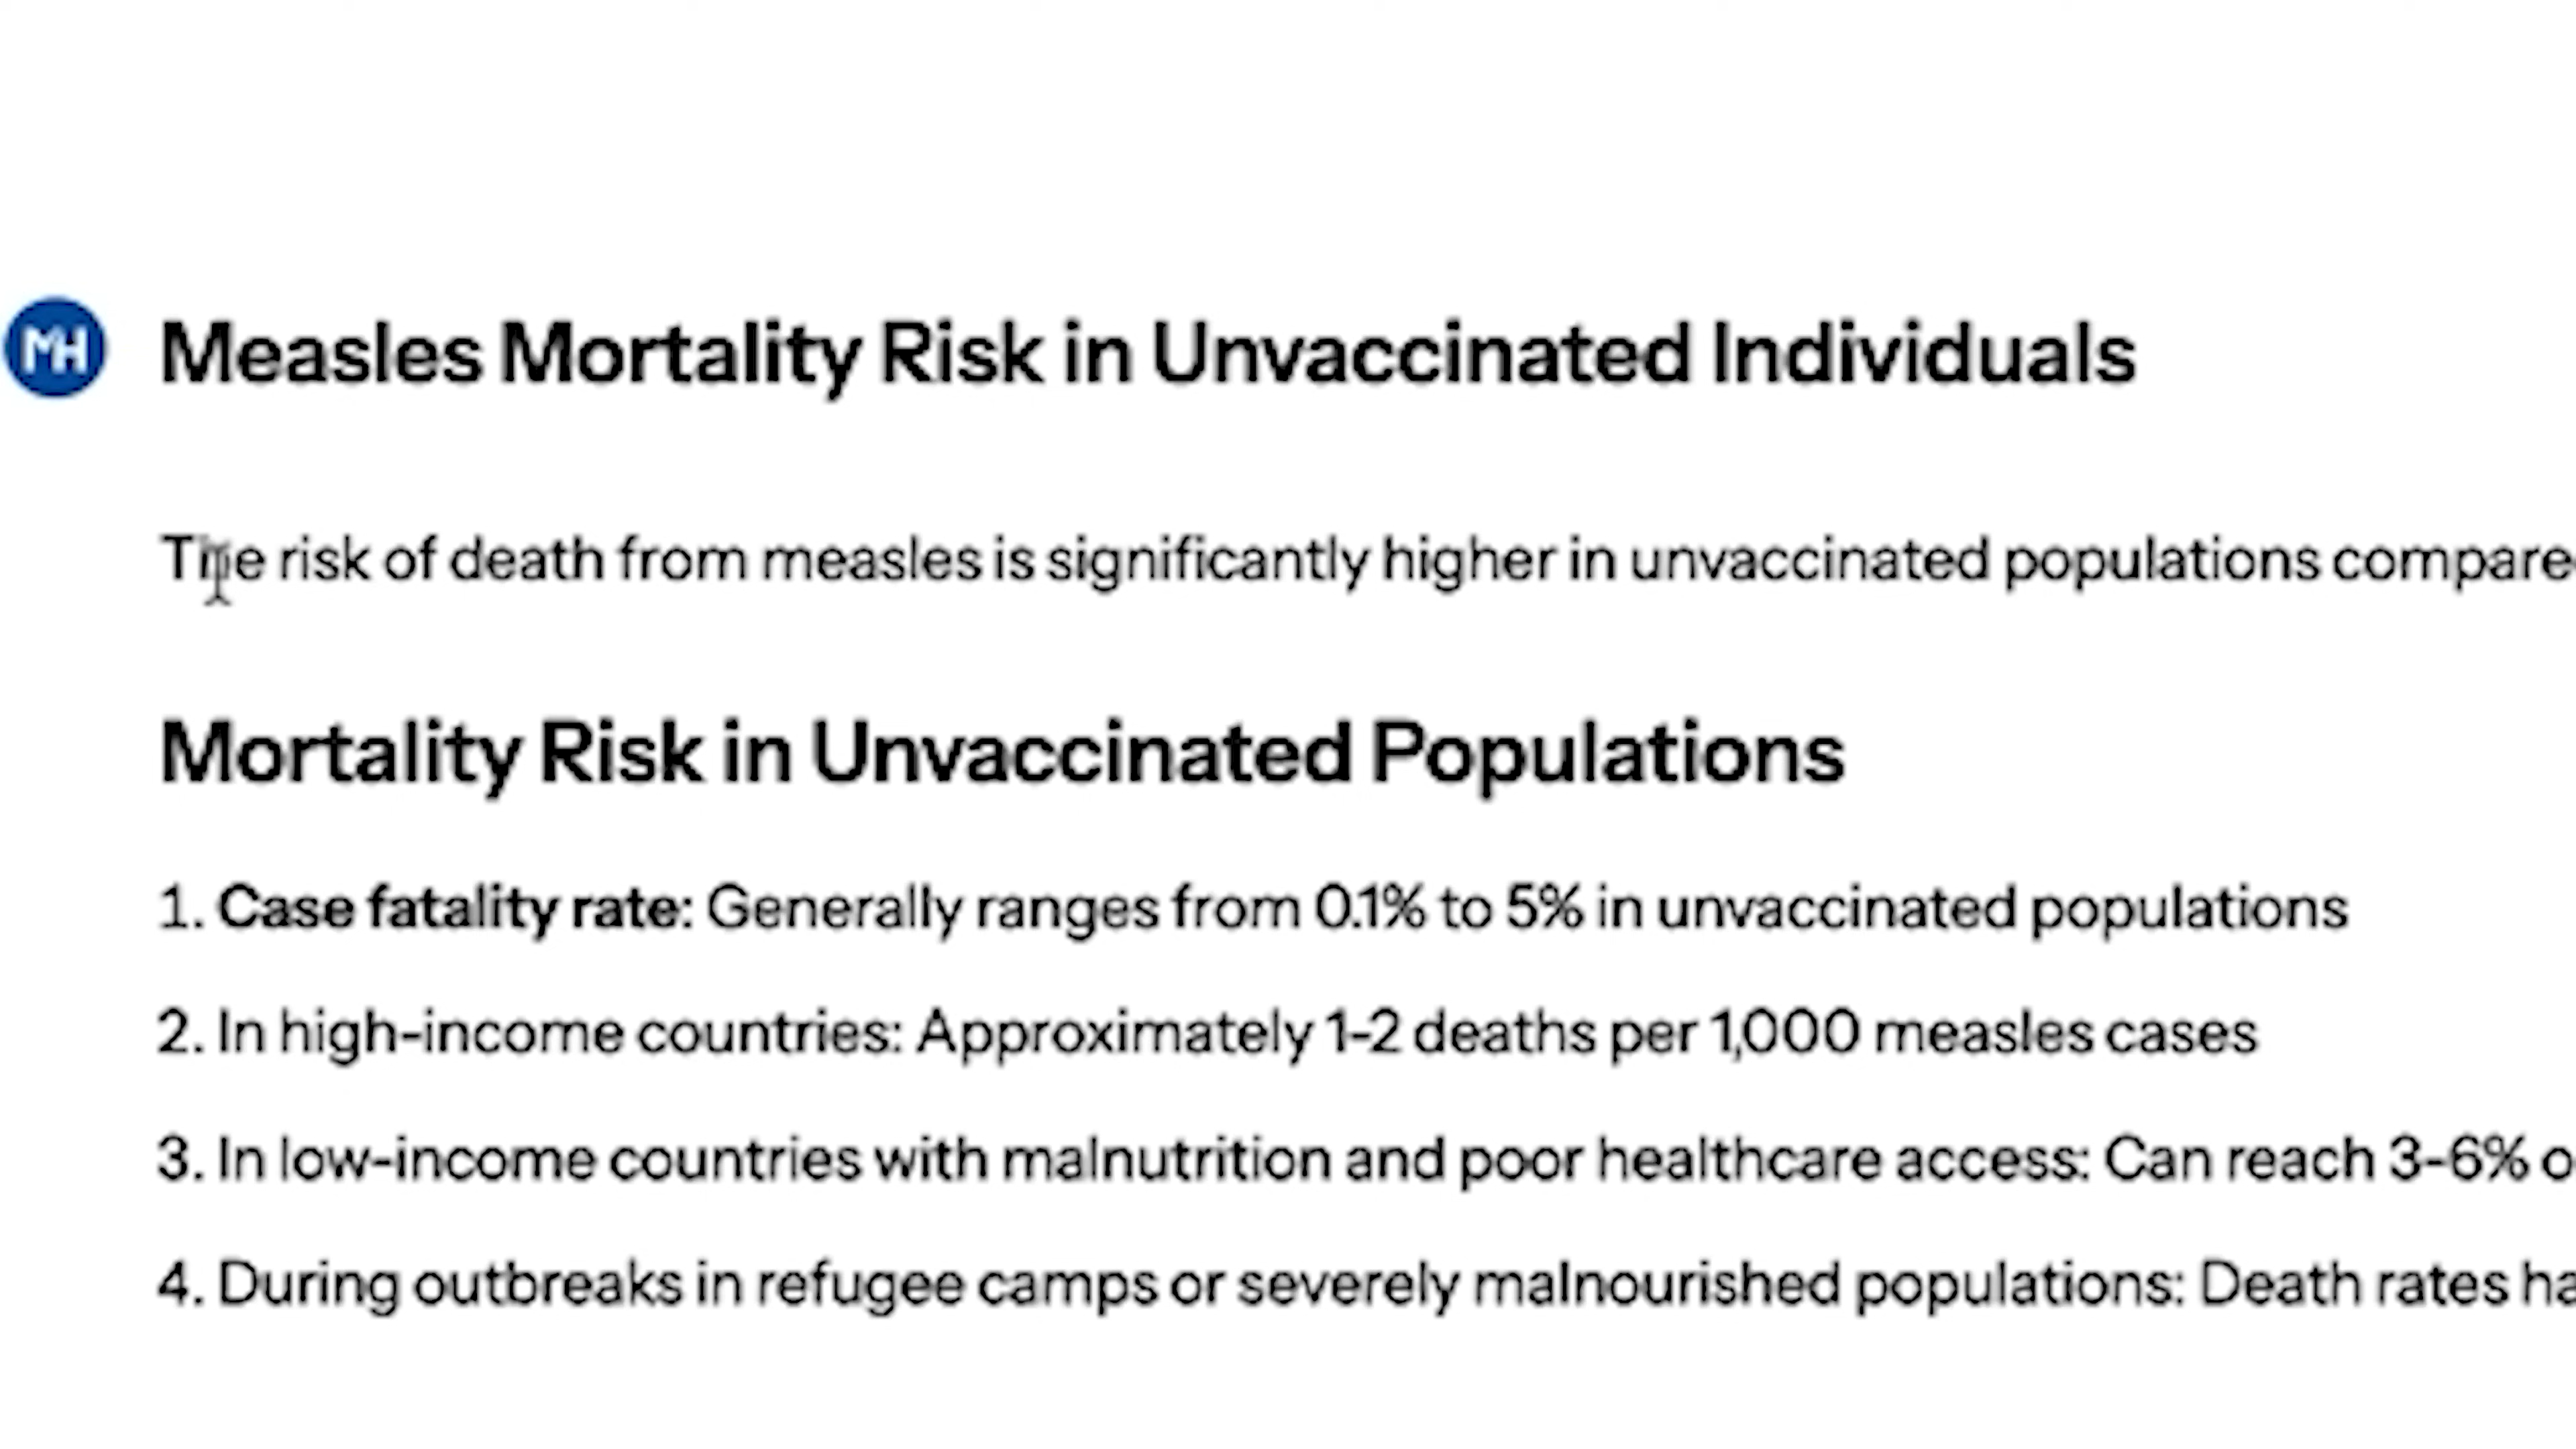 MH
Measles Mortality Risk in Unvaccinated Individuals
The risk of death from measles is significantly higher in unvaccinated populations compare
Mortality Risk in Unvaccinated Populations
1. Case fatality rate: Generally ranges from 0.1% to 5% in unvaccinated populations
2. In high-income countries: Approximately 1-2 deaths per 1,000 measles cases
3. In low-income countries with malnutrition and poor healthcare access: Can reach 3-6% o
4. During outbreaks in refugee camps or severely malnourished populations: Death rates ha